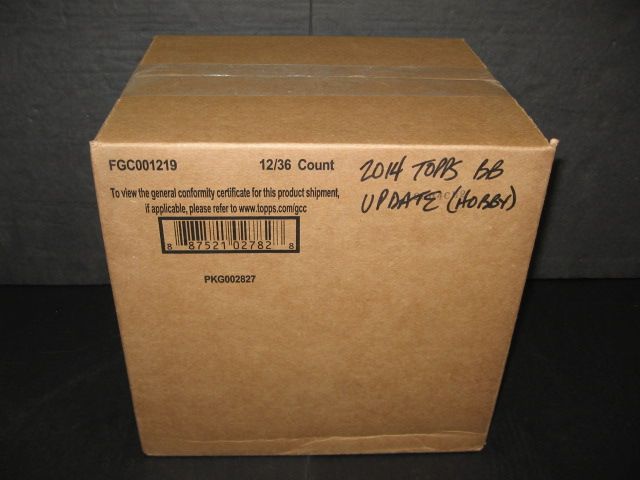 FGC001219 12/36 Count
2014 TOPPS BB
UPDATE (HOBBY)
To view the general conformity certificate for this product shipment,
if applicable, please refer to www.topps.com/gcc
8 87521 02782 8
PKG002827